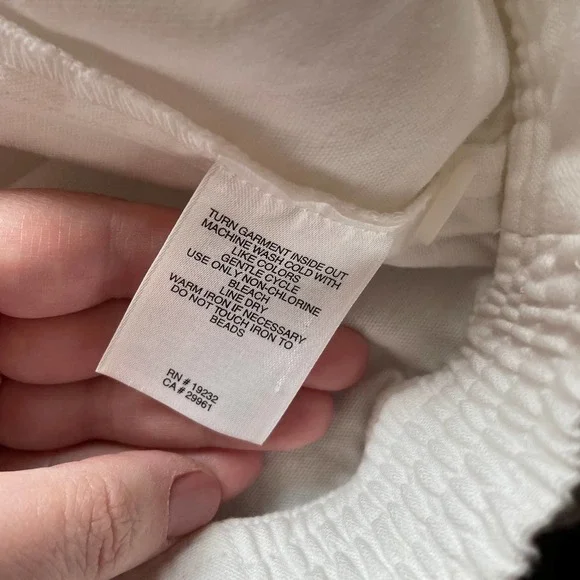 TURN GARMENT INSIDE OUT
MACHINE WASH COLD WITH
LIKE COLORS
GENTLE CYCLE
USE ONLY NON-CHLORINE
BLEACH
LINE DRY
WARM IRON IF NECESSARY
DO NOT TOUCH IRON TO
BEADS
RN # 19232
CA # 29961